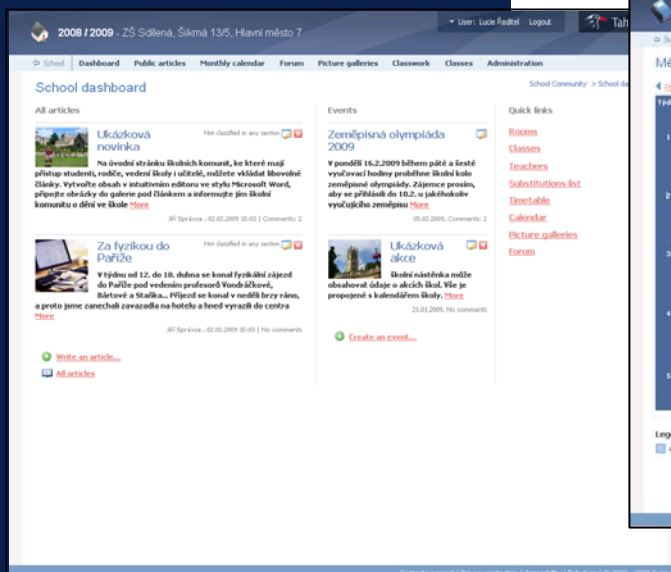 2008 / 2009 - ZŠ Sdílená, Šikmá 13/5, Hlavní město 7
User: Lucie Ředitel Logout
School Dashboard Public articles Monthly calendar Forum Picture galleries Classwork Classes Administration
School dashboard
School Community > School da
All articles
Ukázková novinka
Not classified in any section
Na úvodní stránku školních komunit, ke které mají
přístup studenti, rodiče, vedení školy i učitelé, můžete vkládat libovolné
články. Vytvořte obsah v intuitivním editoru ve stylu Microsoft Word,
připojte obrázky do galerie pod článkem a informujte jim školní
komunitu o dění ve škole More
Jiří Správce , 02.02.2009 15:03 | Comments: 2
Za fyzikou do Paříže
Not classified in any section
V týdnu od 12. do 18. dubna se konal fyzikální zájezd
do Paříže pod vedením profesorů Vondráčkové,
Bártové a Staňka... Příjezd se konal v neděli brzy ráno,
a proto jsme zanechali zavazadla na hotelu a hned vyrazili do centra
More
Jiří Správce , 02.02.2009 15:03 | No comments
Write an article...
All articles
Events
Zeměpisná olympiáda
2009
V pondělí 16.2.2009 během páté a šesté
vyučovací hodiny proběhne školní kolo
zeměpisné olympiády. Zájemce prosím,
aby se přihlásili do 10.2. u jakéhokoliv
vyučujícího zeměpisu More
05.02.2009, Comments: 2
Ukázková
akce
školní nástěnka může
obsahovat údaje o akcích škol. Vše je
propojené s kalendářem školy. More
21.01.2009, No comments
Create an event...
Quick links
Rooms
Classes
Teachers
Substitutions list
Timetable
Calendar
Picture galleries
Forum